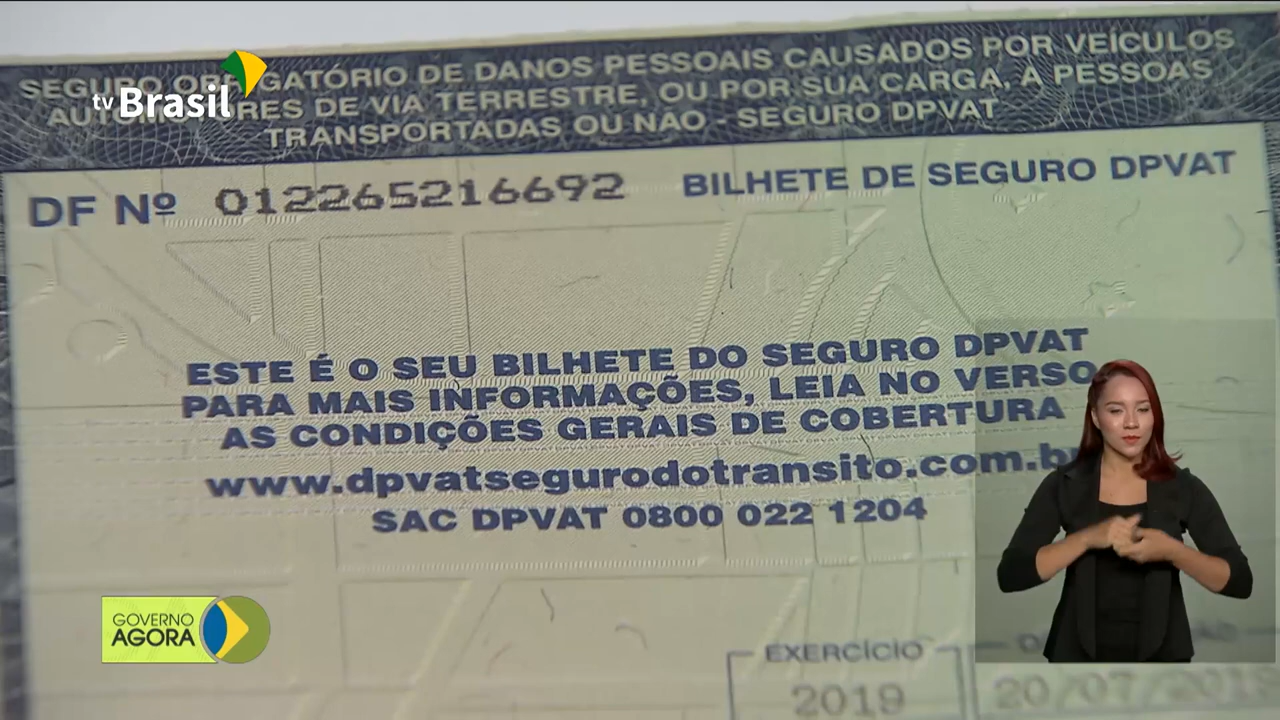 SEGURO OBRIGATÓRIO DE DANOS PESSOAIS CAUSADOS POR VEÍCULOS
DE VIA TERRESTRE, OU POR SUA CARGA, A PESSOAS
TRANSPORTADAS OU NÃO - SEGURO DPVAT
tv Brasil
DF Nº 012265216692
BILHETE DE SEGURO DPVAT
ESTE É O SEU BILHETE DO SEGURO DPVAT
PARA MAIS INFORMAÇÕES, LEIA NO VERSO
AS CONDIÇÕES GERAIS DE COBERTURA
www.dpvatsegurodotransito.com.br
SAC DPVAT 0800 022 1204
GOVERNO
AGORA
EXERCÍCIO
2019
20/07/2019